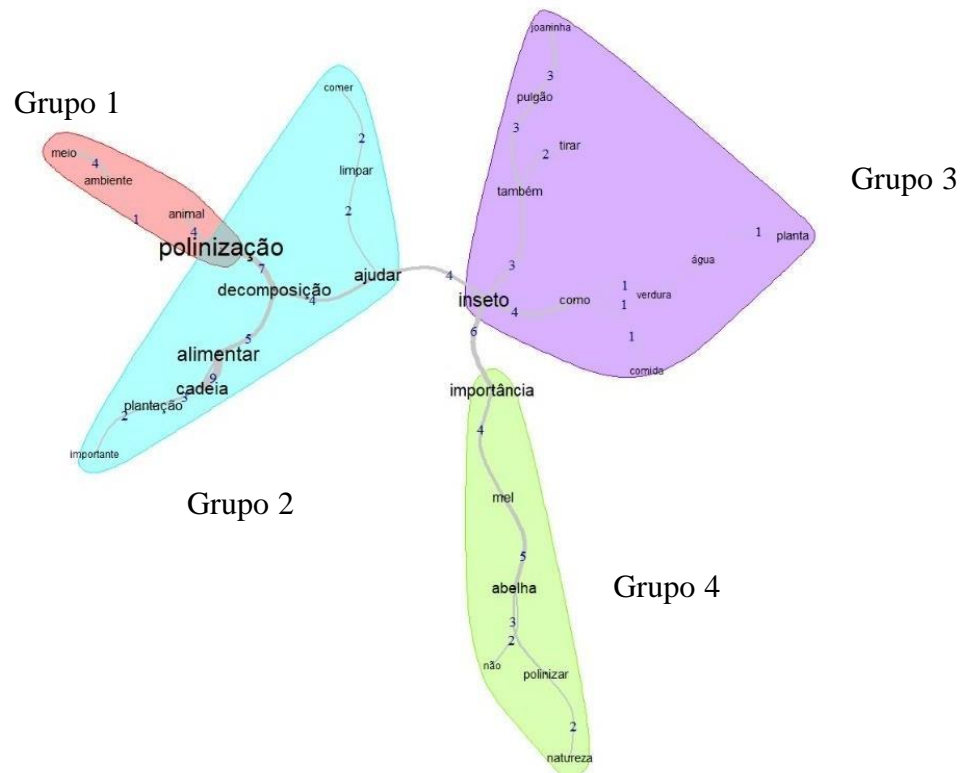 Grupo 1
meio
4
ambiente
1
animal
4
polinização
7
decomposição
4
ajudar
2
limpar
2
comer
5
alimentar
9
cadeia
3
plantação
2
importante
Grupo 2
4
inseto
3
também
2
tirar
3
pulgão
3
joaninha
4
como
1
1
verdura
água
1
planta
1
comida
Grupo 3
6
importância
4
mel
5
abelha
3
2
não
polinizar
2
natureza
Grupo 4